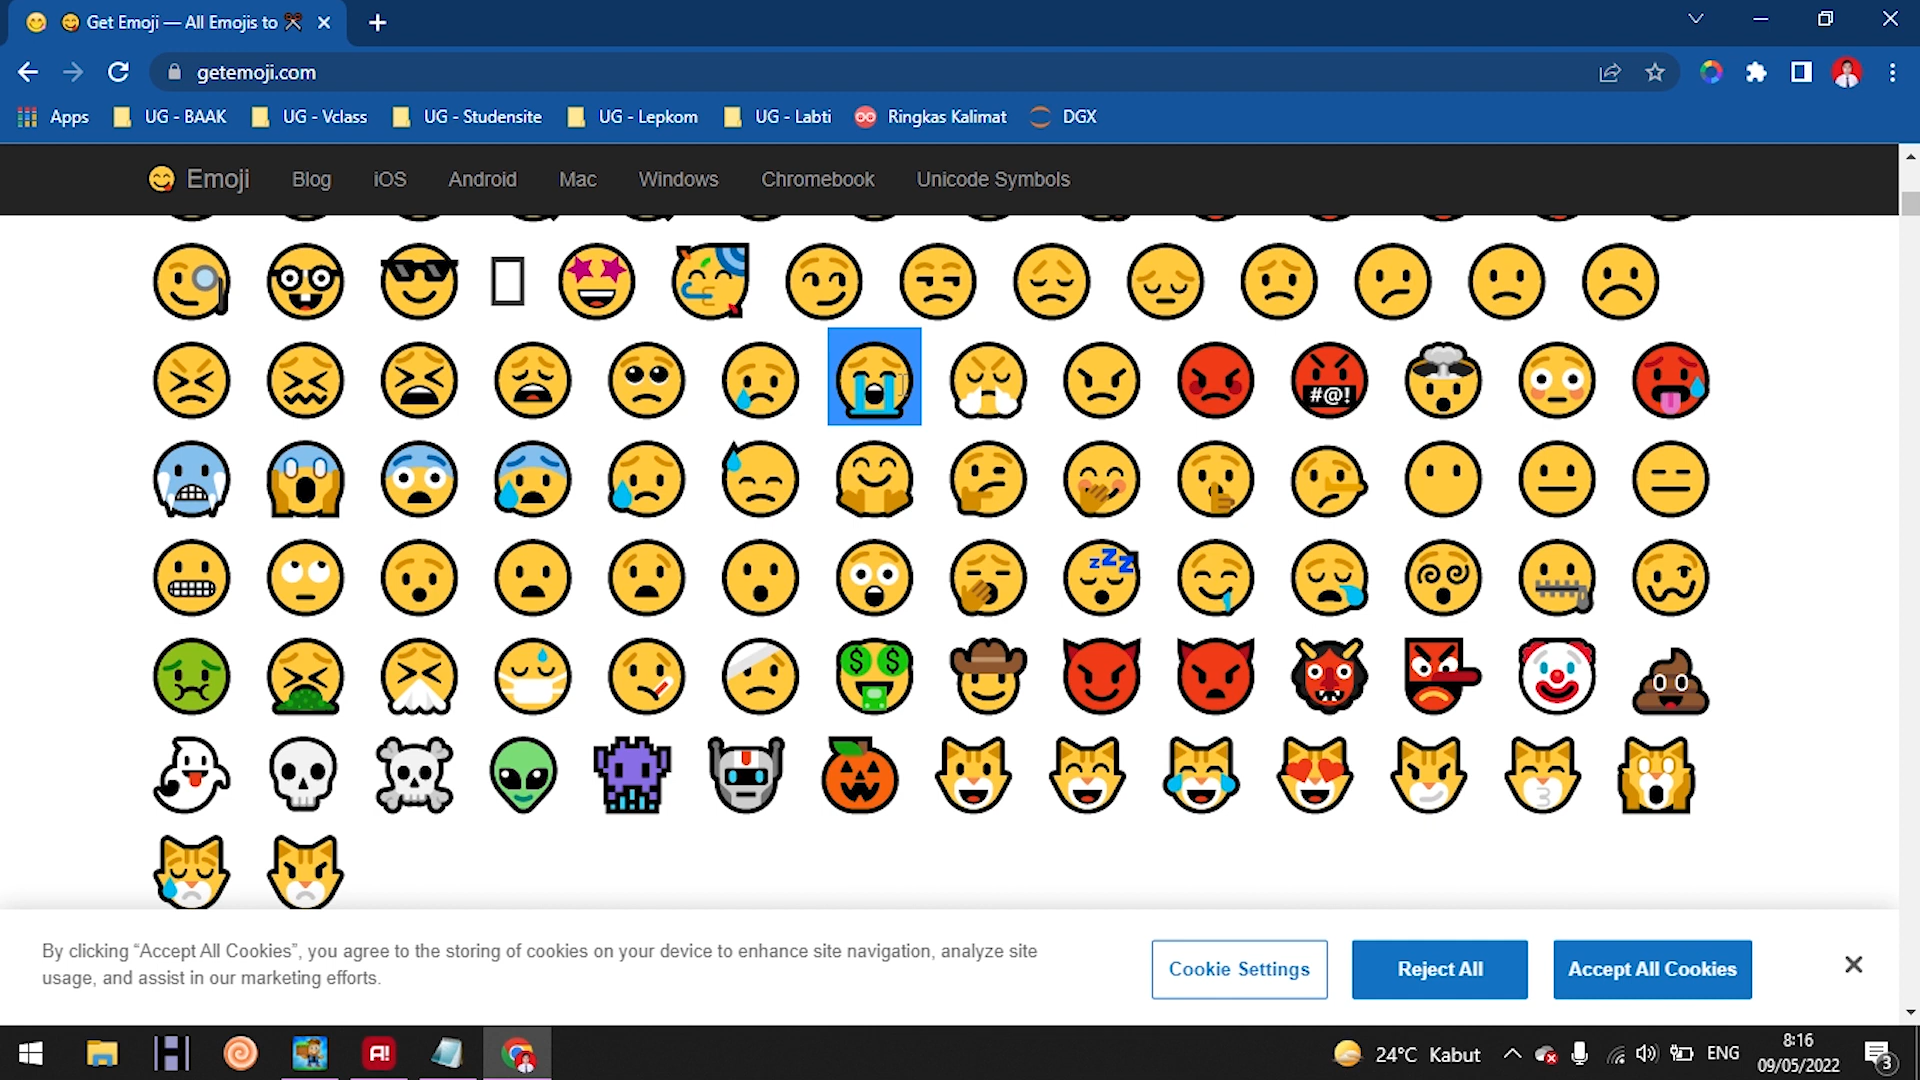 Get Emoji — All Emojis to
getemoji.com
Apps UG - BAAK UG - Vclass UG - Studensite UG - Lepkom UG - Labti Ringkas Kalimat DGX
Emoji Blog iOS Android Mac Windows Chromebook Unicode Symbols
#@!
zzZ
$ $
By clicking “Accept All Cookies”, you agree to the storing of cookies on your device to enhance site navigation, analyze site
usage, and assist in our marketing efforts.
Cookie Settings Reject All Accept All Cookies
A! 24°C Kabut ENG 8:16
09/05/2022 3